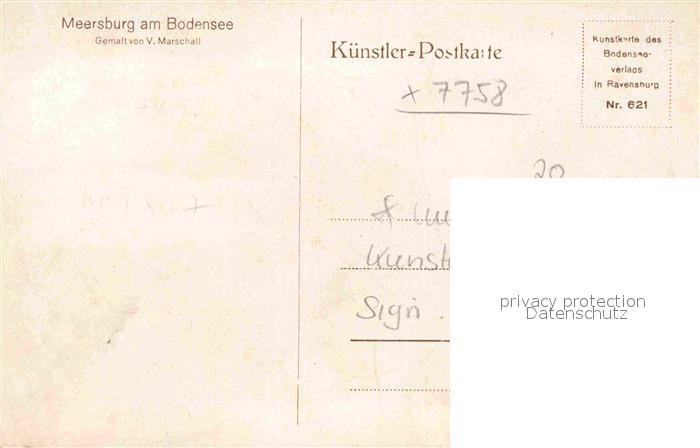 Meersburg am Bodensee
Gemalt von V. Marschall
Künstler=Postkarte
Kunstkarte des
Bodensee-
verlags
in Ravensburg
Nr. 621
+ 7758
20
Kunst
Sign.
privacy protection
Datenschutz